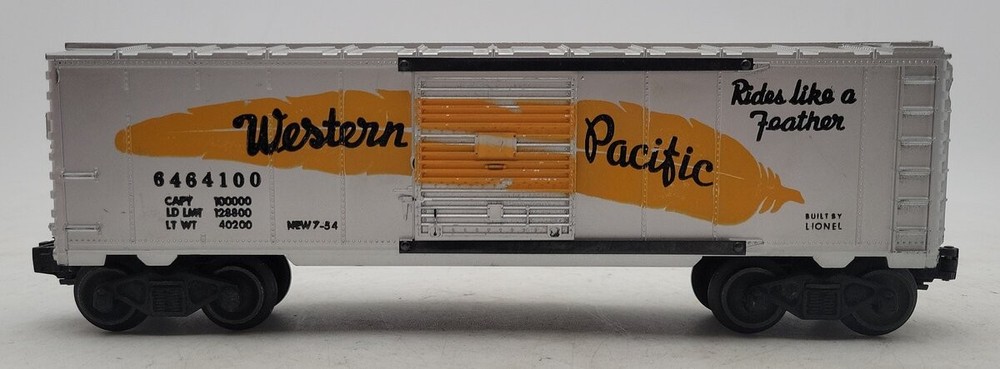 Western Pacific
Rides like a
Feather
6464100
CAPY 100000
LD LMT 128800
LT WT 40200
NEW 7-54
BUILT BY
LIONEL